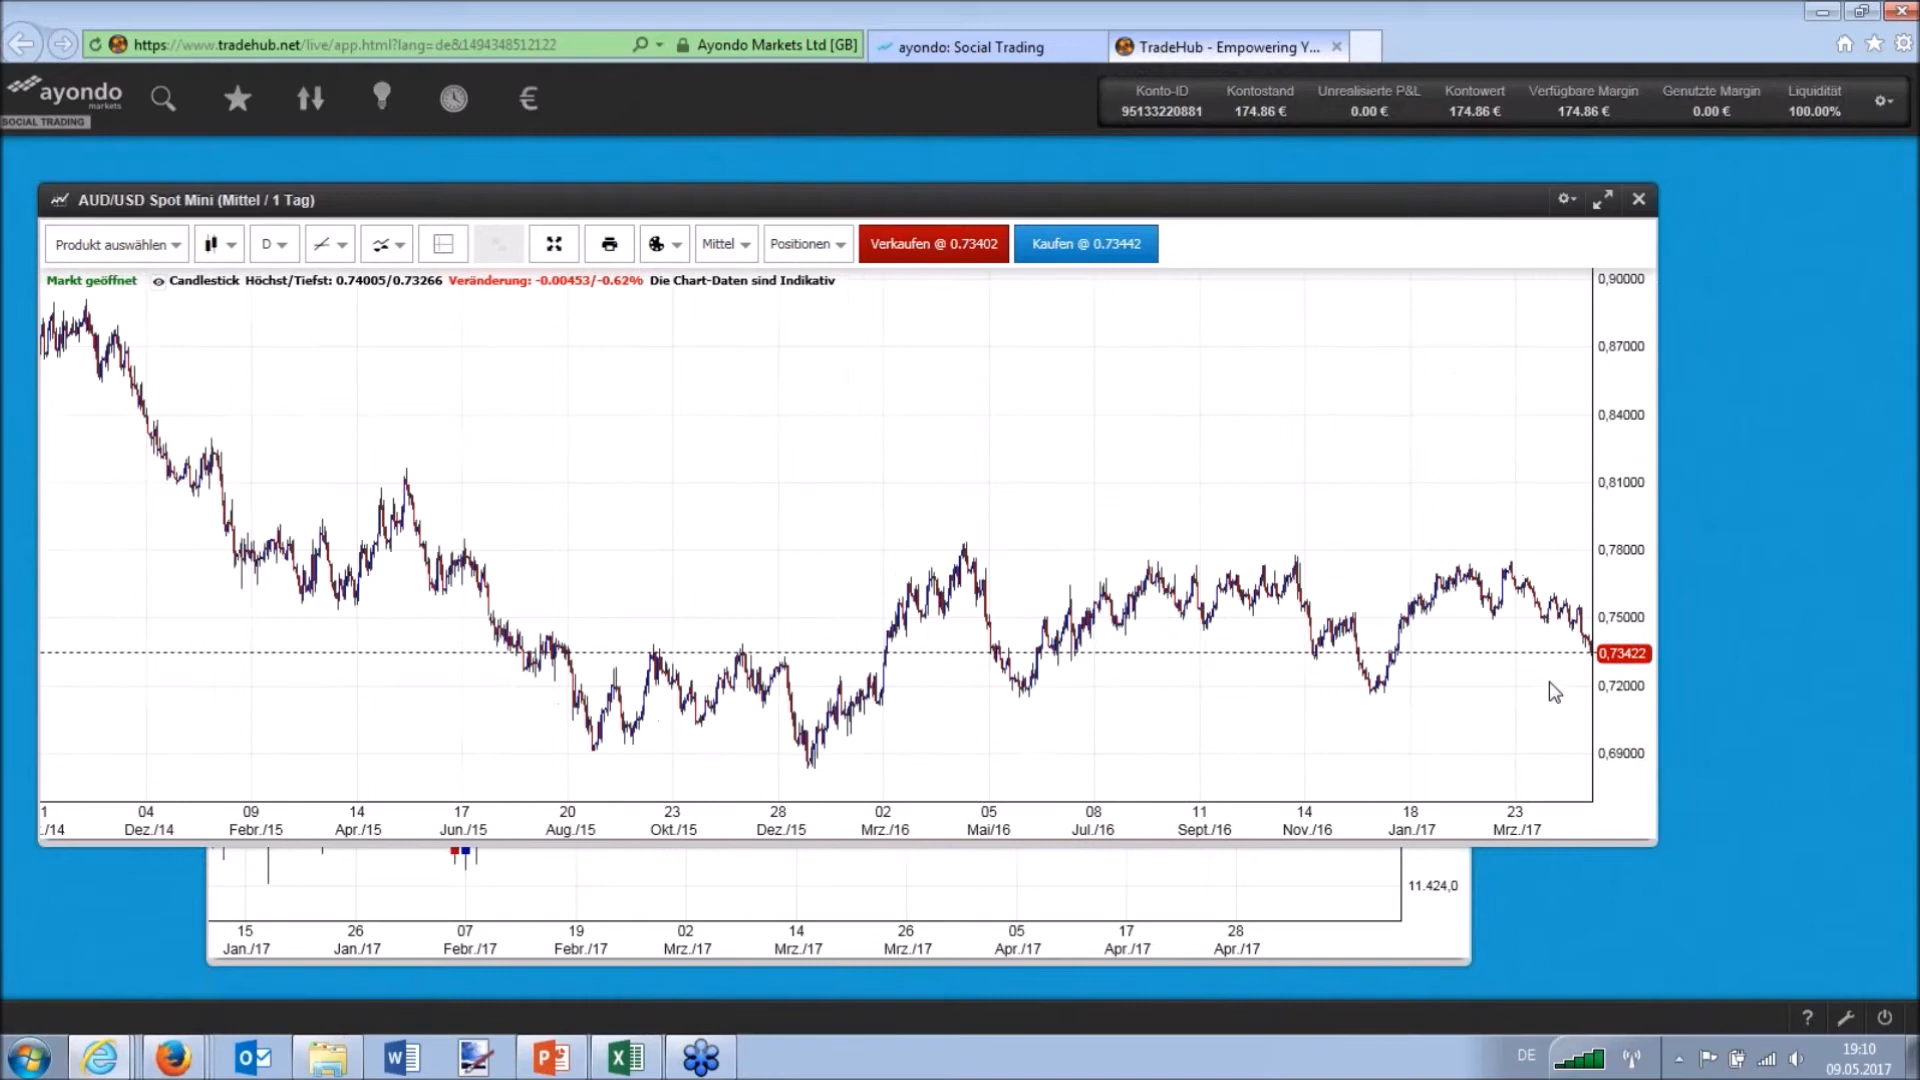 https://www.tradehub.net/live/app.html?lang=de&1494348512122
Ayondo Markets Ltd [GB]
ayondo: Social Trading
TradeHub - Empowering Y...
ayondo
markets
SOCIAL TRADING
€
Konto-ID Kontostand Unrealisierte P&L Kontowert Verfügbare Margin Genutzte Margin Liquidität
95133220881 174.86 € 0.00 € 174.86 € 174.86 € 0.00 € 100.00%
AUD/USD Spot Mini (Mittel / 1 Tag)
Produkt auswählen D Mittel Positionen Verkaufen @ 0.73402 Kaufen @ 0.73442
Markt geöffnet Candlestick Höchst/Tiefst: 0.74005/0.73266 Veränderung: -0.00453/-0.62% Die Chart-Daten sind Indikativ
0,90000
0,87000
0,84000
0,81000
0,78000
0,75000
0,73422
0,72000
0,69000
1 04 09 14 17 20 23 28 02 05 08 11 14 18 23
./14 Dez./14 Febr./15 Apr./15 Jun./15 Aug./15 Okt./15 Dez./15 Mrz./16 Mai/16 Jul./16 Sept./16 Nov./16 Jan./17 Mrz./17
11.424,0
15 26 07 19 02 14 26 05 17 28
Jan./17 Jan./17 Febr./17 Febr./17 Mrz./17 Mrz./17 Mrz./17 Apr./17 Apr./17 Apr./17
?
DE
19:10
09.05.2017